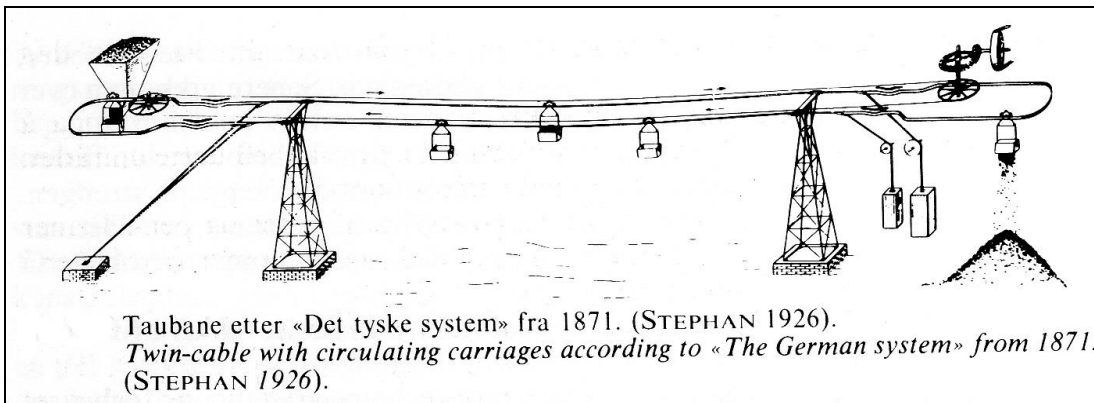 Taubane etter «Det tyske system» fra 1871. (STEPHAN 1926).
Twin-cable with circulating carriages according to «The German system» from 1871.
(STEPHAN 1926).